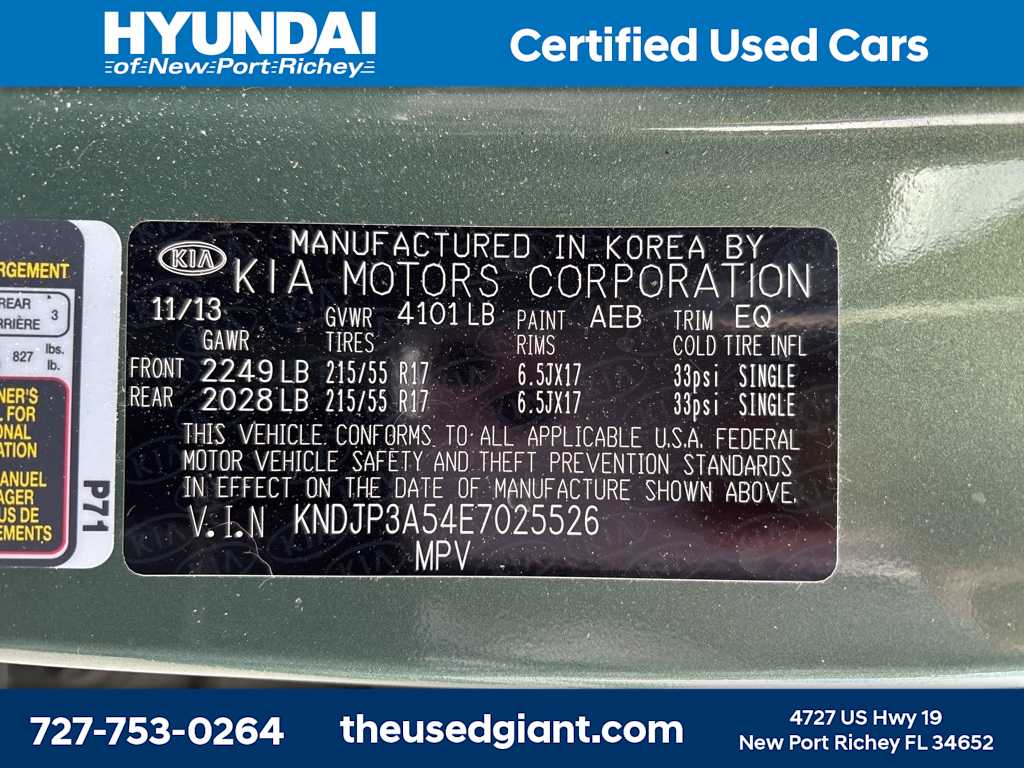 HYUNDAI
of New Port Richey
Certified Used Cars
RGEMENT
REAR 3
RRIÈRE
827 lbs.
lb.
NER'S
L FOR
ONAL
ATION
MANUEL
AGER
US DE
EMENTS
P71
KIA
MANUFACTURED IN KOREA BY
KIA MOTORS CORPORATION
11/13 GVWR 4101 LB PAINT AEB TRIM EQ
GAWR TIRES RIMS COLD TIRE INFL
FRONT 2249 LB 215/55 R17 6.5JX17 33psi SINGLE
REAR 2028 LB 215/55 R17 6.5JX17 33psi SINGLE
THIS VEHICLE CONFORMS TO ALL APPLICABLE U.S.A. FEDERAL
MOTOR VEHICLE SAFETY AND THEFT PREVENTION STANDARDS
IN EFFECT ON THE DATE OF MANUFACTURE SHOWN ABOVE.
V.I.N KNDJP3A54E7025526
MPV
727-753-0264
theusedgiant.com
4727 US Hwy 19
New Port Richey FL 34652